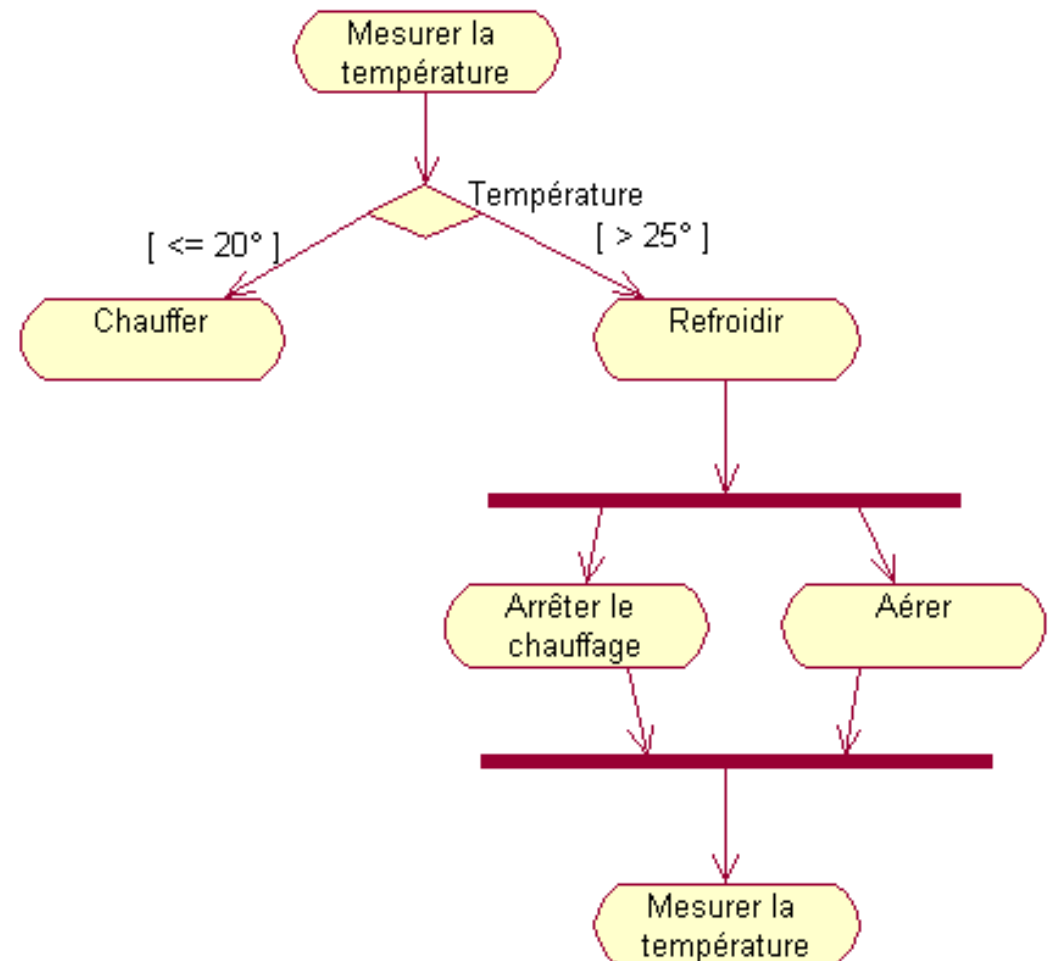 Mesurer la
température
Température
[ <= 20° ]
[ > 25° ]
Chauffer
Refroidir
Arrêter le
chauffage
Aérer
Mesurer la
température